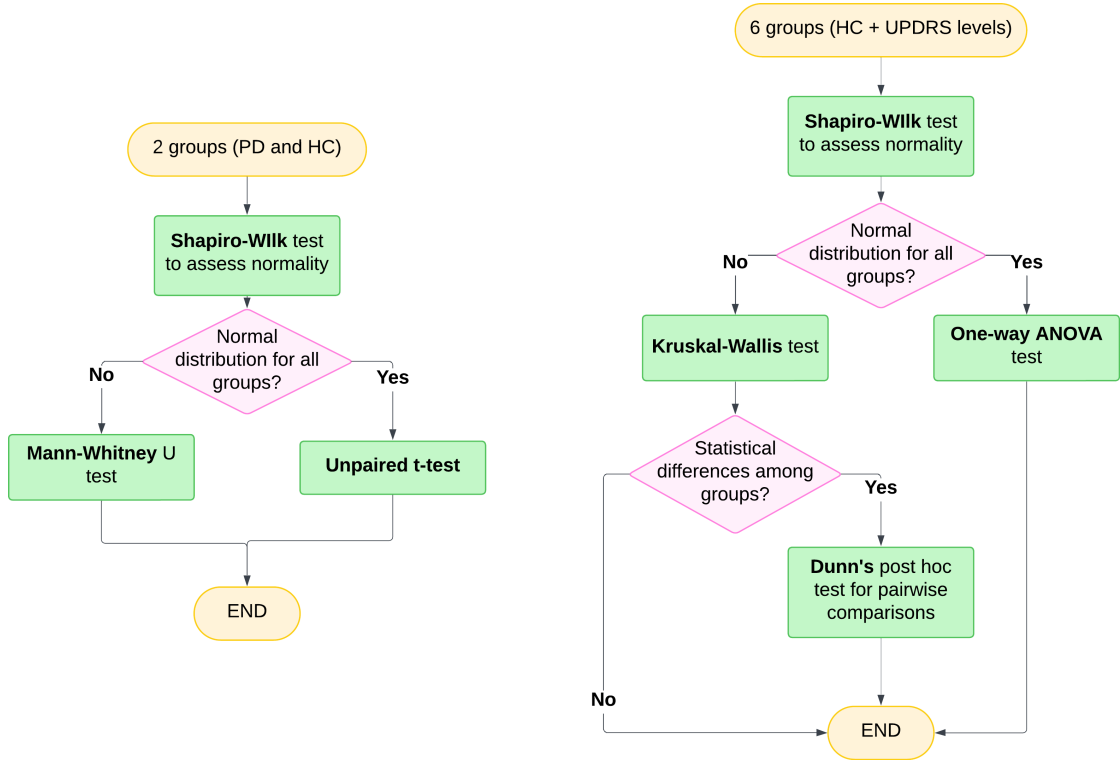 2 groups (PD and HC)
Shapiro-WIlk test
to assess normality
Normal
distribution for all
groups?
No
Yes
Mann-Whitney U
test
Unpaired t-test
END
6 groups (HC + UPDRS levels)
Shapiro-WIlk test
to assess normality
Normal
distribution for all
groups?
No
Yes
Kruskal-Wallis test
One-way ANOVA
test
Statistical
differences among
groups?
Yes
Dunn's post hoc
test for pairwise
comparisons
No
END